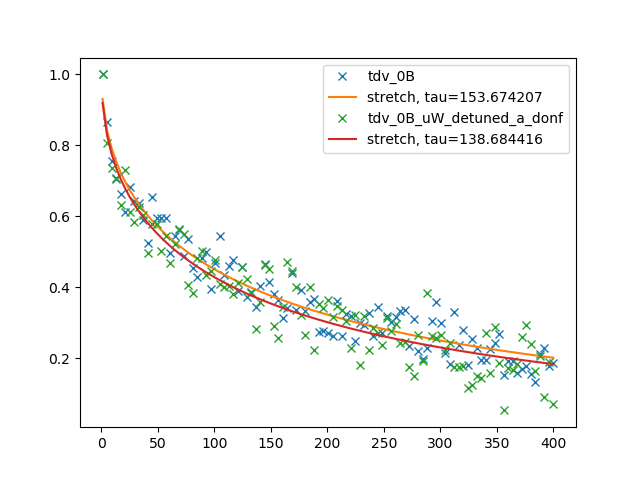 tdv_0B
stretch, tau=153.674207
tdv_0B_uW_detuned_a_donf
stretch, tau=138.684416
1.0
0.8
0.6
0.4
0.2
0 50 100 150 200 250 300 350 400